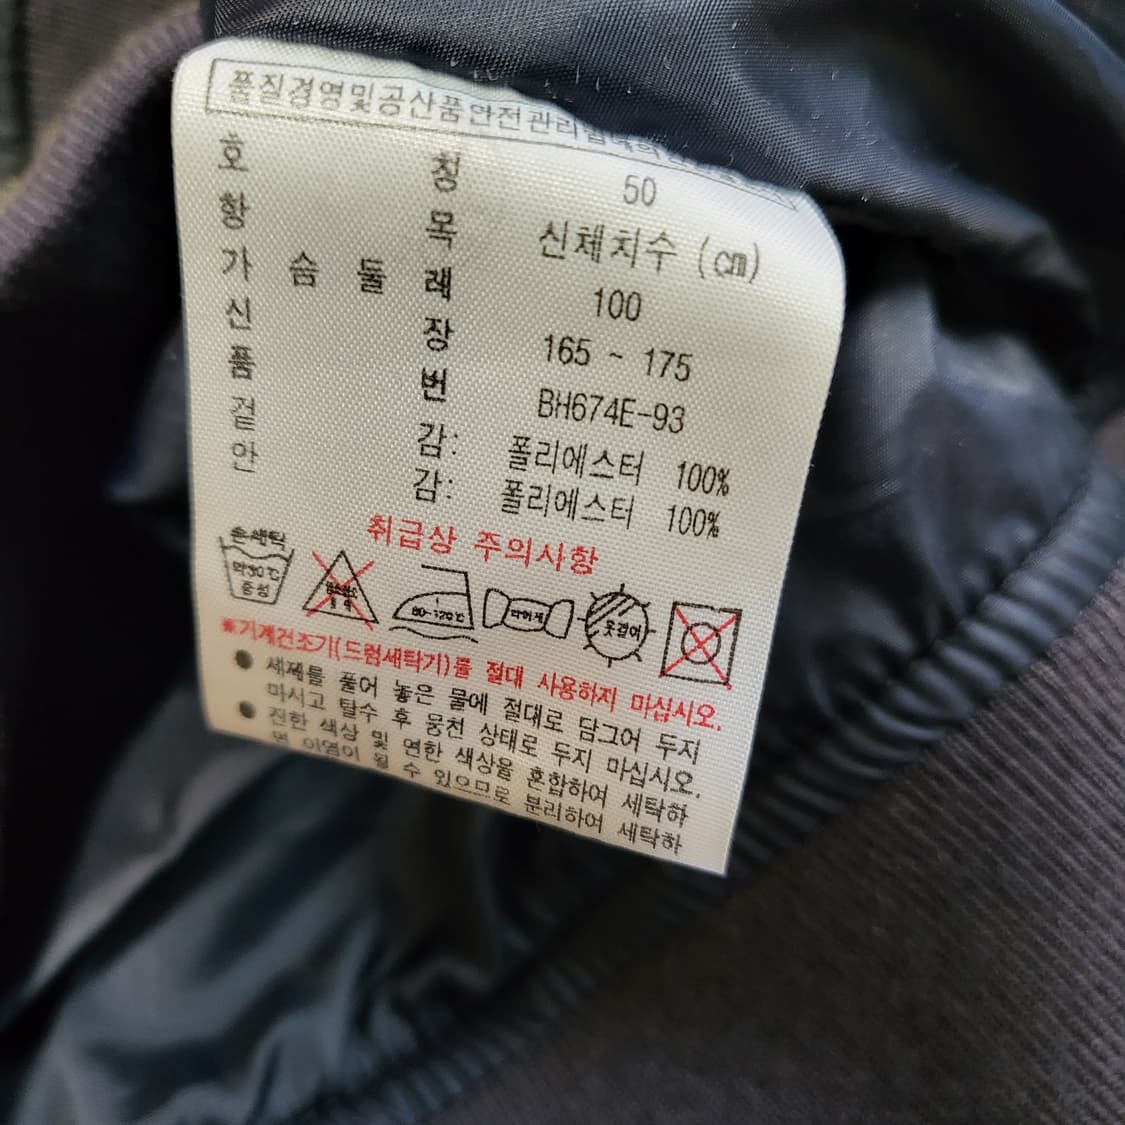 품질경영및공산품안전관리법에의한
호 칭 50
항 목 신체치수 (cm)
가 슴 둘 레 100
신 장 165 ~ 175
품 번 BH674E-93
겉 감: 폴리에스터 100%
안 감: 폴리에스터 100%
취급상 주의사항
손세탁
약30℃
중성
80~120℃
약하게
옷걸이
※기계건조기(드럼세탁기)를 절대 사용하지 마십시오.
● 세제를 풀어 놓은 물에 절대로 담그어 두지
마시고 탈수 후 뭉친 상태로 두지 마십시오.
● 진한 색상 및 연한 색상을 혼합하여 세탁하
면 이염이 될 수 있으므로 분리하여 세탁하